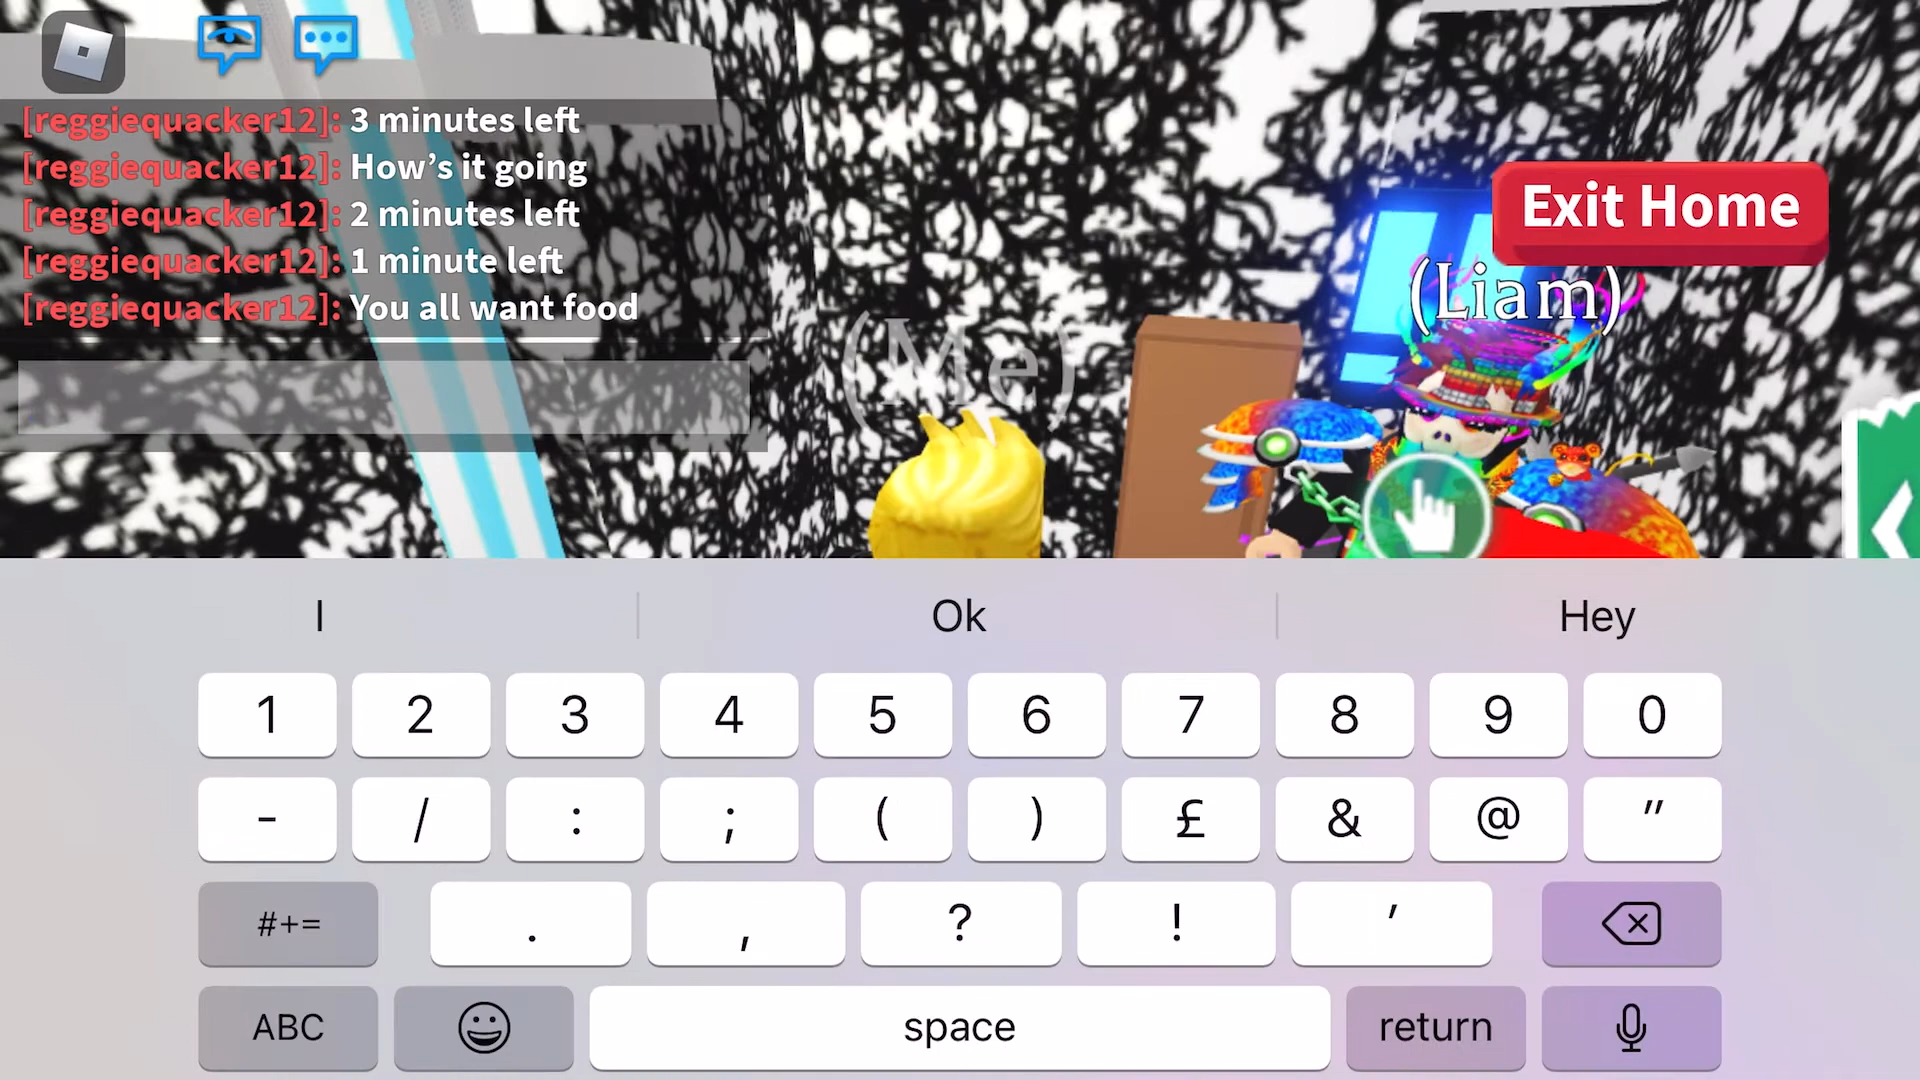 [reggiequacker12]: 3 minutes left
[reggiequacker12]: How’s it going
[reggiequacker12]: 2 minutes left
[reggiequacker12]: 1 minute left
[reggiequacker12]: You all want food
Exit Home
(Liam)
(Me)
I Ok Hey
1 2 3 4 5 6 7 8 9 0
- / : ; ( ) £ & @ "
#+= . , ? ! '
ABC space return